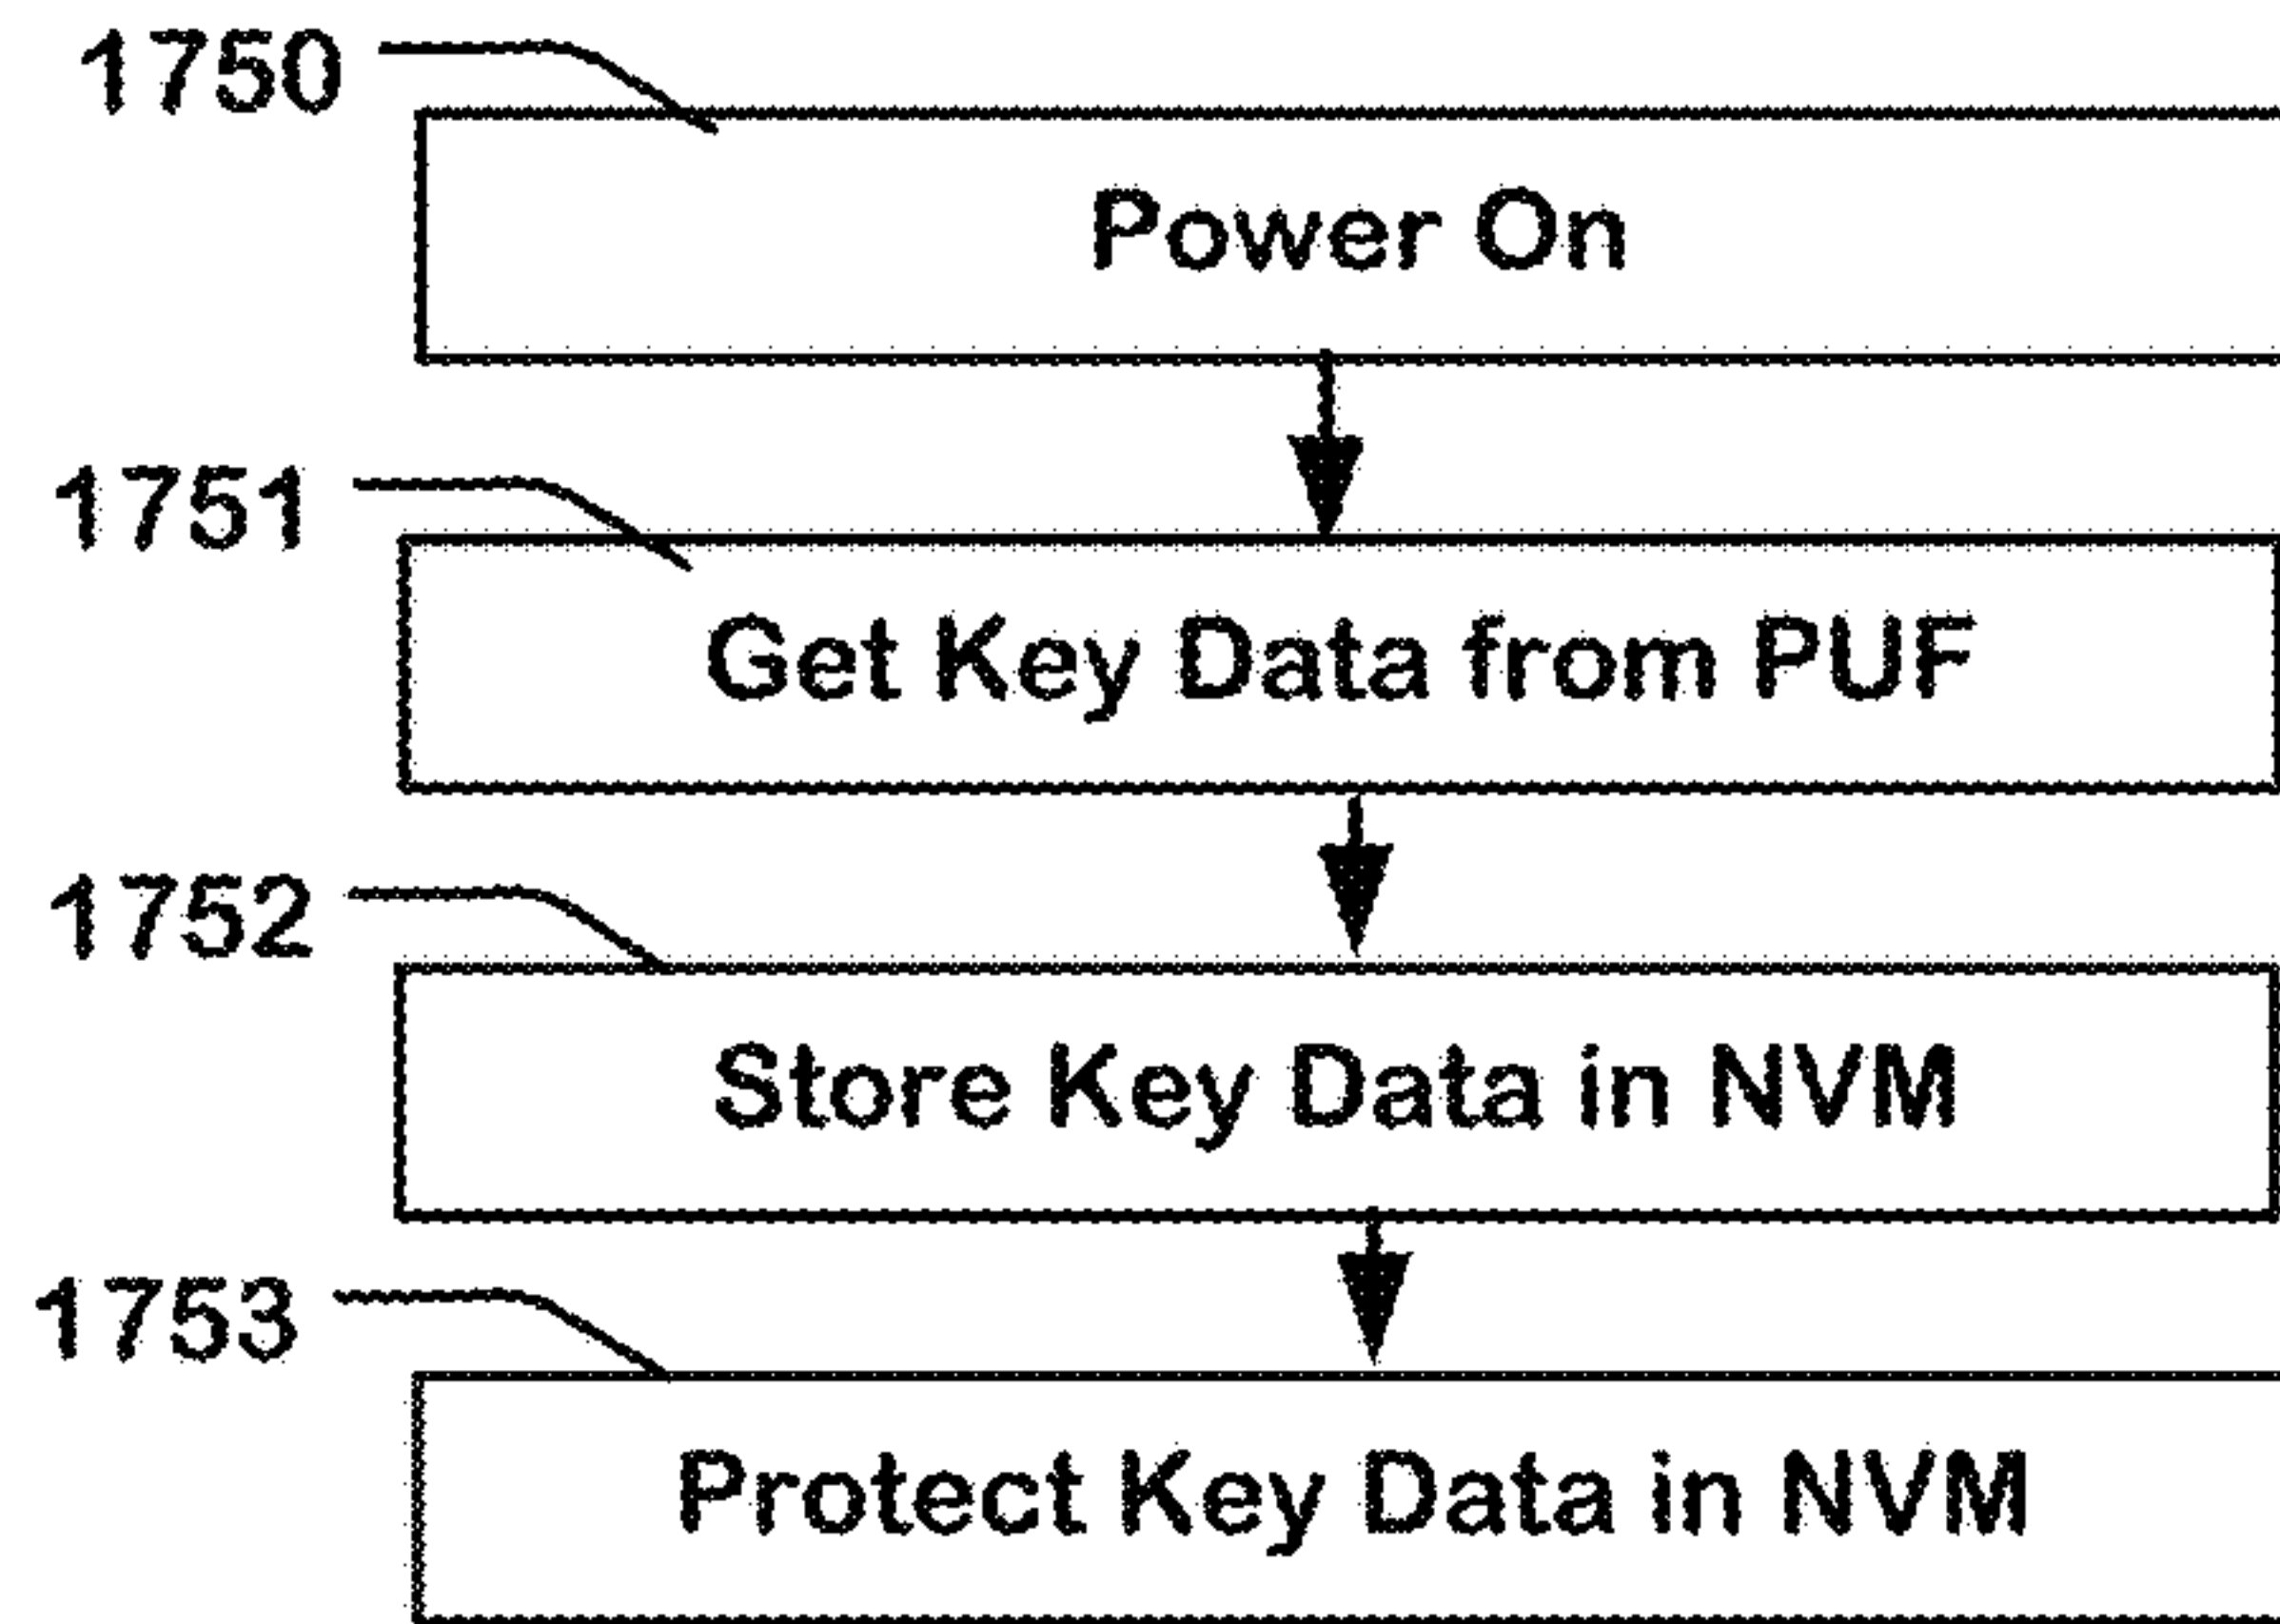 1750
Power On
1751
Get Key Data from PUF
1752
Store Key Data in NVM
1753
Protect Key Data in NVM